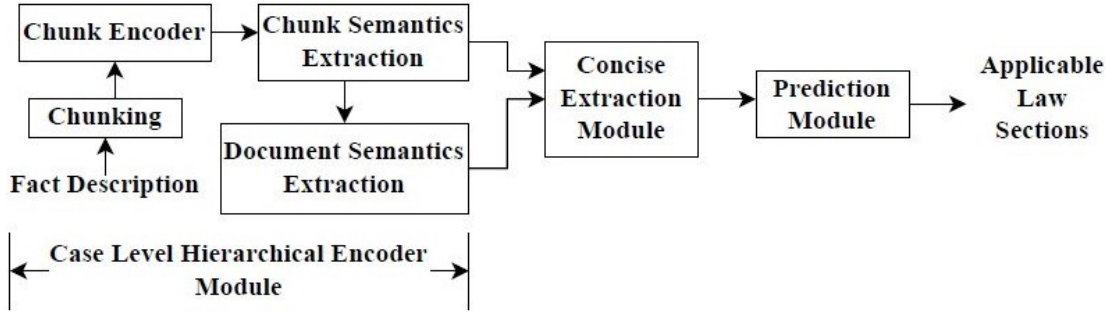 Chunk Encoder
Chunk Semantics
Extraction
Chunking
Fact Description
Document Semantics
Extraction
Concise
Extraction
Module
Prediction
Module
Applicable
Law
Sections
Case Level Hierarchical Encoder
Module